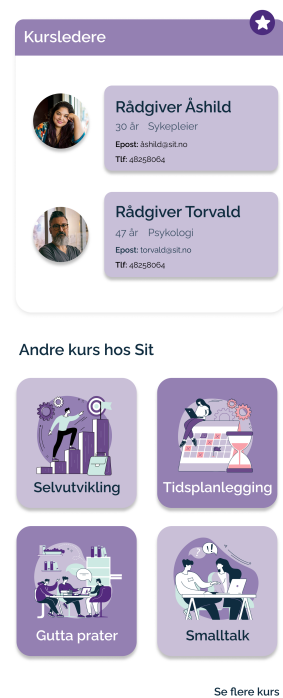 Kursledere
Rådgiver Åshild
30 år Sykepleier
Epost: åshild@sit.no
Tlf: 48258064
Rådgiver Torvald
47 år Psykologi
Epost: torvald@sit.no
Tlf: 48258064
Andre kurs hos Sit
Selvutvikling
Tidsplanlegging
Gutta prater
Smalltalk
Se flere kurs